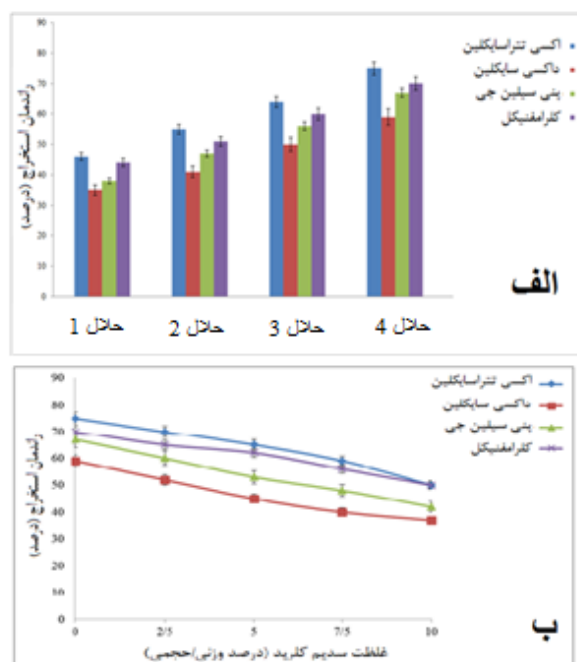 اکسی تتراسایکلین
داکسی سایکلین
پنی سیلین جی
کلرامفنیکل
راندمان استخراج (درصد)
90
80
70
60
50
40
30
20
10
0
حلال 1
حلال 2
حلال 3
حلال 4
الف
اکسی تتراسایکلین
داکسی سایکلین
پنی سیلین جی
کلرامفنیکل
راندمان استخراج (درصد)
90
80
70
60
50
40
30
20
10
0
0
2/5
5
7/5
10
غلظت سدیم کلرید (درصد وزنی/حجمی)
ب